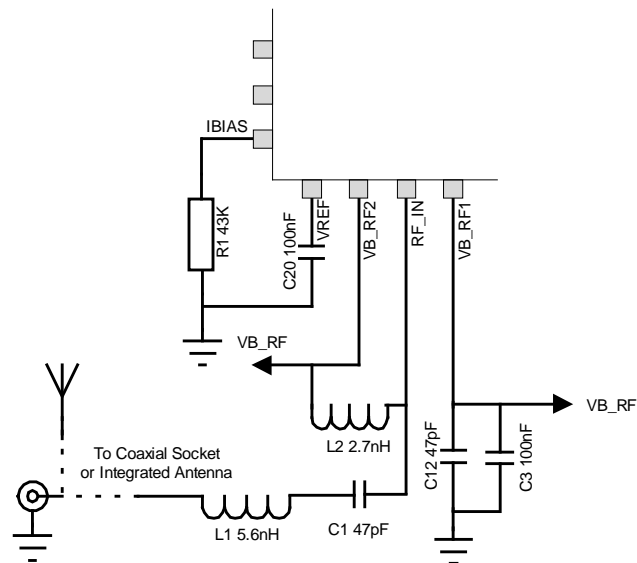 IBIAS
R1 43K
C20 100nF
VREF
VB_RF2
RF_IN
VB_RF1
VB_RF
VB_RF
L2 2.7nH
C12 47pF
C3 100nF
To Coaxial Socket
or Integrated Antenna
L1 5.6nH
C1 47pF